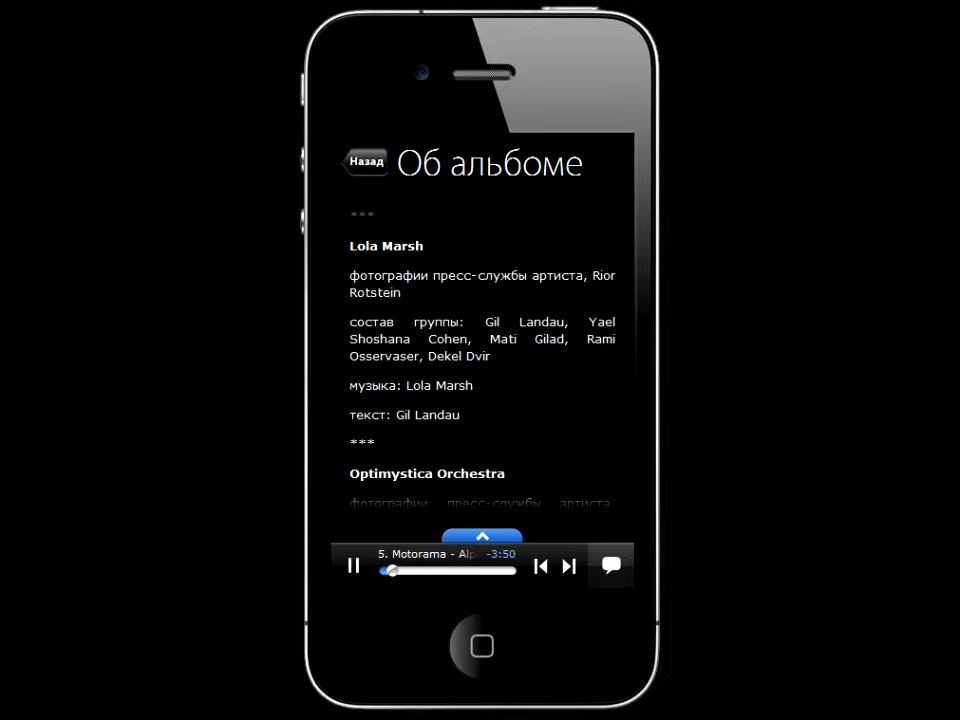 Назад
Об альбоме
***
Lola Marsh
фотографии пресс-службы артиста, Rior
Rotstein
состав группы: Gil Landau, Yael
Shoshana Cohen, Mati Gilad, Rami
Osservaser, Dekel Dvir
музыка: Lola Marsh
текст: Gil Landau
***
Optimystica Orchestra
фотографии пресс-службы артиста
5. Motorama - Alp -3:50